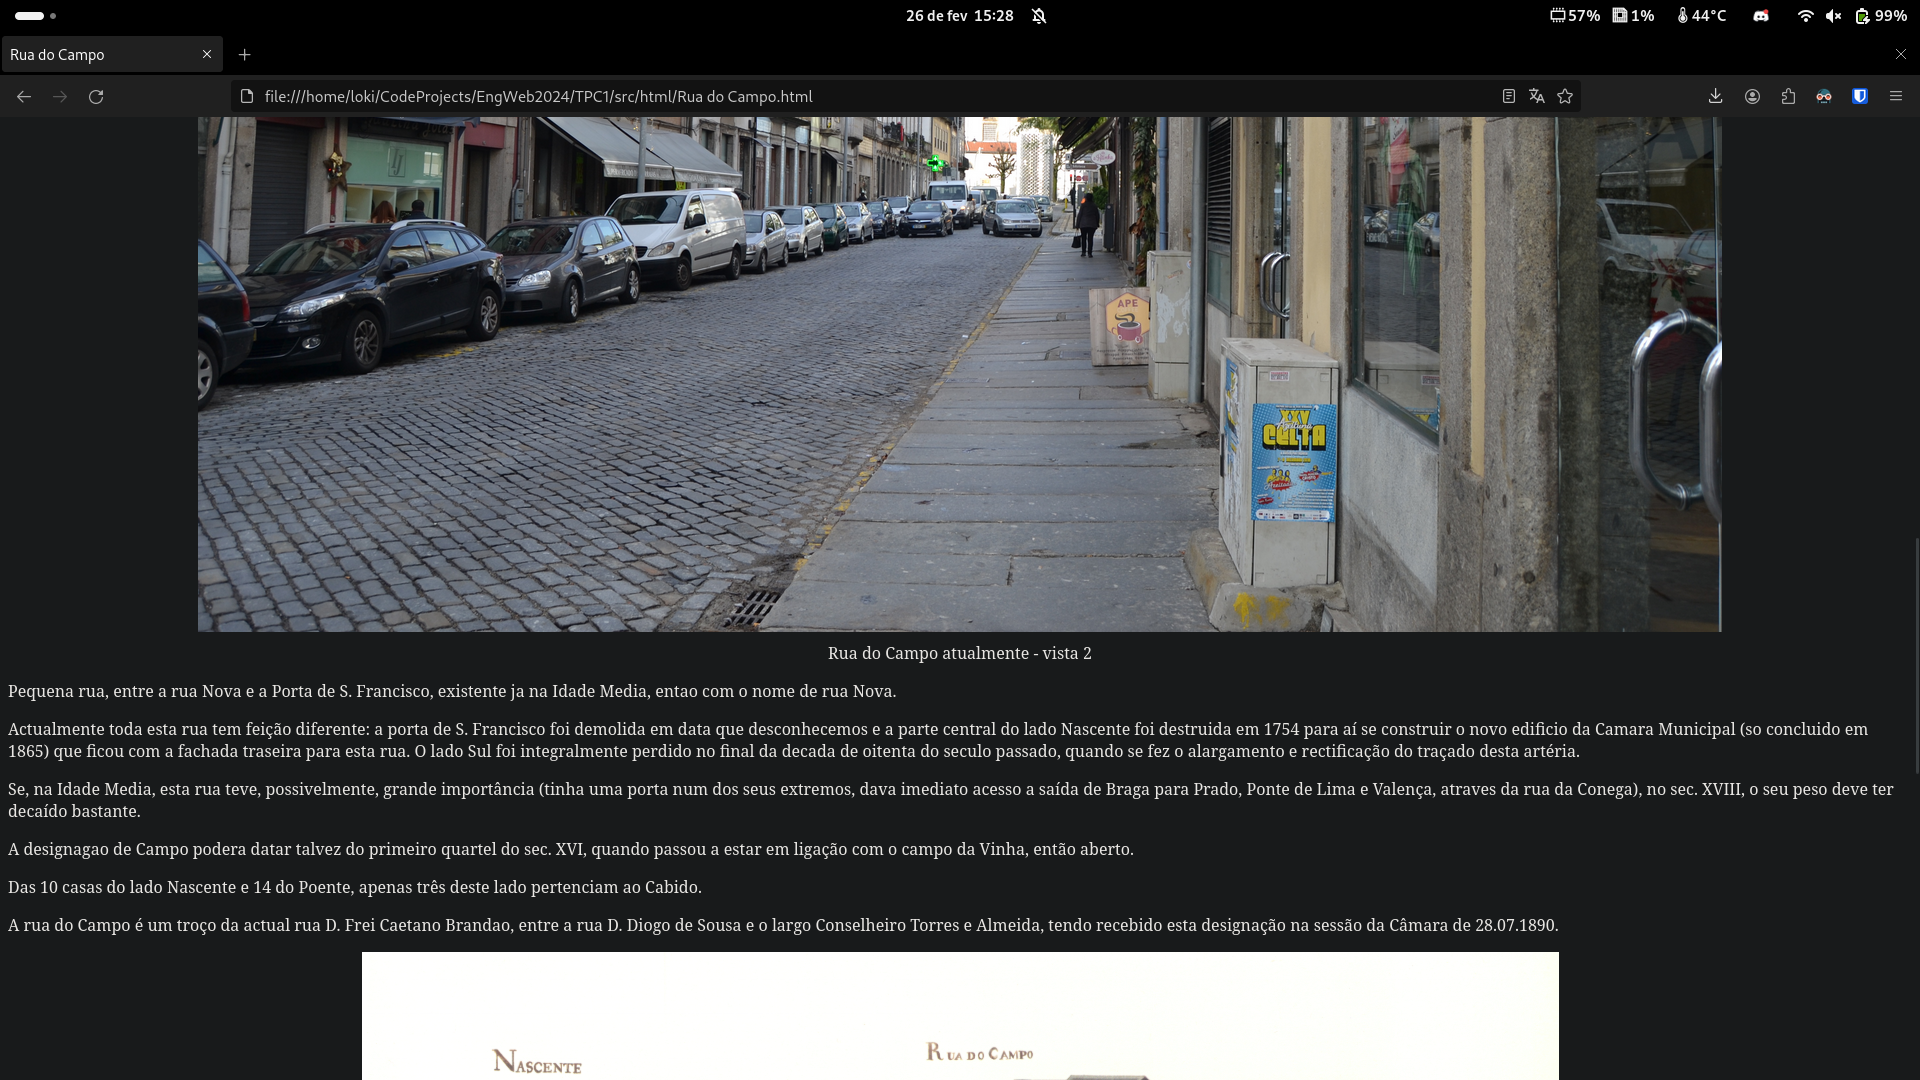 26 de fev 15:28
57% 1% 44°C 99%
Rua do Campo
file:///home/loki/CodeProjects/EngWeb2024/TPC1/src/html/Rua do Campo.html
APE
XXV
CELTA
Rua do Campo atualmente - vista 2
Pequena rua, entre a rua Nova e a Porta de S. Francisco, existente ja na Idade Media, entao com o nome de rua Nova.
Actualmente toda esta rua tem feição diferente: a porta de S. Francisco foi demolida em data que desconhecemos e a parte central do lado Nascente foi destruida em 1754 para aí se construir o novo edificio da Camara Municipal (so concluido em
1865) que ficou com a fachada traseira para esta rua. O lado Sul foi integralmente perdido no final da decada de oitenta do seculo passado, quando se fez o alargamento e rectificação do traçado desta artéria.
Se, na Idade Media, esta rua teve, possivelmente, grande importância (tinha uma porta num dos seus extremos, dava imediato acesso a saída de Braga para Prado, Ponte de Lima e Valença, atraves da rua da Conega), no sec. XVIII, o seu peso deve ter
decaído bastante.
A designagao de Campo podera datar talvez do primeiro quartel do sec. XVI, quando passou a estar em ligação com o campo da Vinha, então aberto.
Das 10 casas do lado Nascente e 14 do Poente, apenas três deste lado pertenciam ao Cabido.
A rua do Campo é um troço da actual rua D. Frei Caetano Brandao, entre a rua D. Diogo de Sousa e o largo Conselheiro Torres e Almeida, tendo recebido esta designação na sessão da Câmara de 28.07.1890.
NASCENTE
RUA DO CAMPO